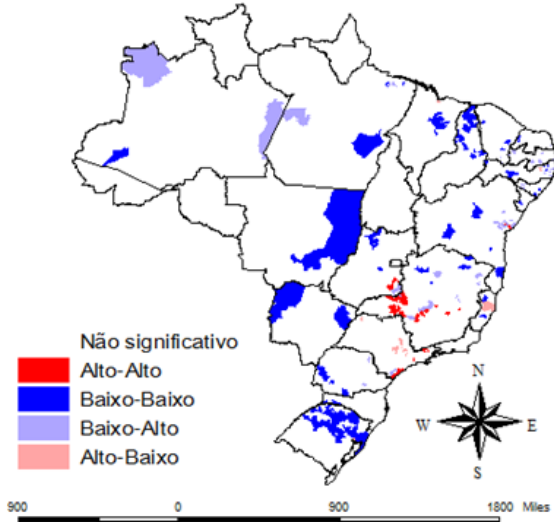 Não significativo
Alto-Alto
Baixo-Baixo
Baixo-Alto
Alto-Baixo
N
W E
S
900 0 900 1800 Miles